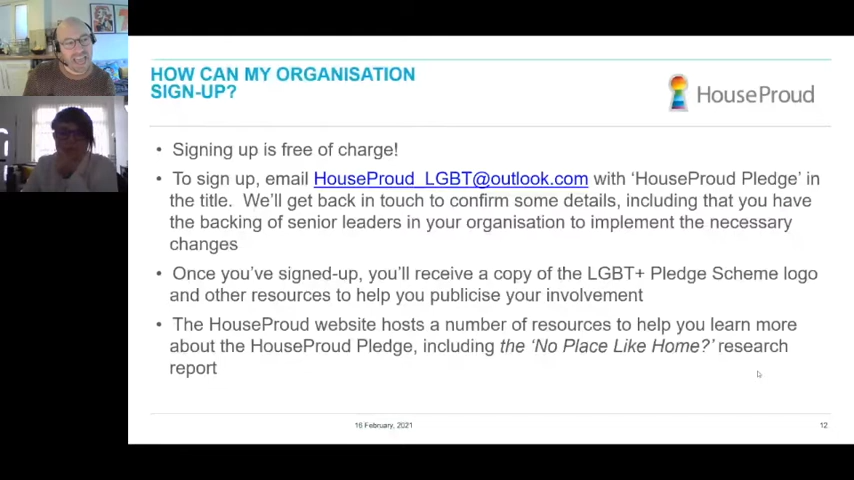 HOW CAN MY ORGANISATION
SIGN-UP?
HouseProud
• Signing up is free of charge!
• To sign up, email HouseProud_LGBT@outlook.com with ‘HouseProud Pledge’ in
the title. We’ll get back in touch to confirm some details, including that you have
the backing of senior leaders in your organisation to implement the necessary
changes
• Once you’ve signed-up, you’ll receive a copy of the LGBT+ Pledge Scheme logo
and other resources to help you publicise your involvement
• The HouseProud website hosts a number of resources to help you learn more
about the HouseProud Pledge, including the ‘No Place Like Home?’ research
report
16 February, 2021
12